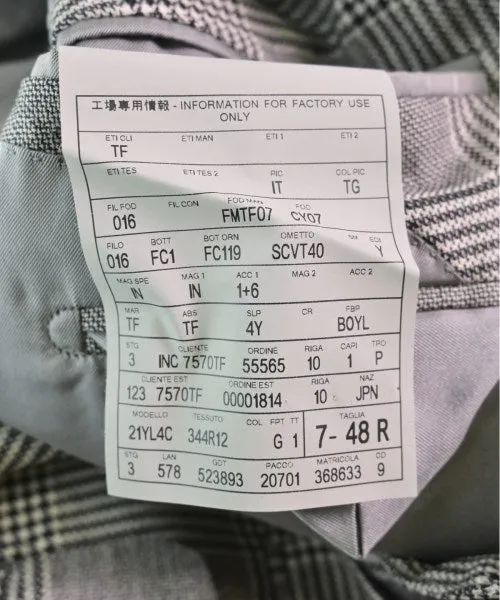 工場專用情報 - INFORMATION FOR FACTORY USE
ONLY
ETI CLI ETI MAN ETI 1 ETI 2
TF
ETI TES ETI TES 2 PIC COL PIC
IT TG
FIL FOD FIL CON FOD MAN FOC
016 FMTF07 CY07
FILO BOTT BOT ORN OMETTO EDI
016 FC1 FC119 SCVT40 Y
MAG SPE MAG 1 ACC 1 MAG 2 ACC 2
IN IN 1+6
MAR ABS SLP CR FBP
TF TF 4Y BOYL
STG CLIENTE ORDINE RIGA CAPI TPO
3 INC 7570TF 55565 10 1 P
CLIENTE EST ORDINE EST RIGA NAZ
123 7570TF 00001814 10 JPN
MODELLO TESSUTO COL FPT TT TAGLIA
21YL4C 344R12 G 1 7- 48 R
STG LAN GDT PACCO MATRICOLA CD
3 578 523893 20701 368633 9